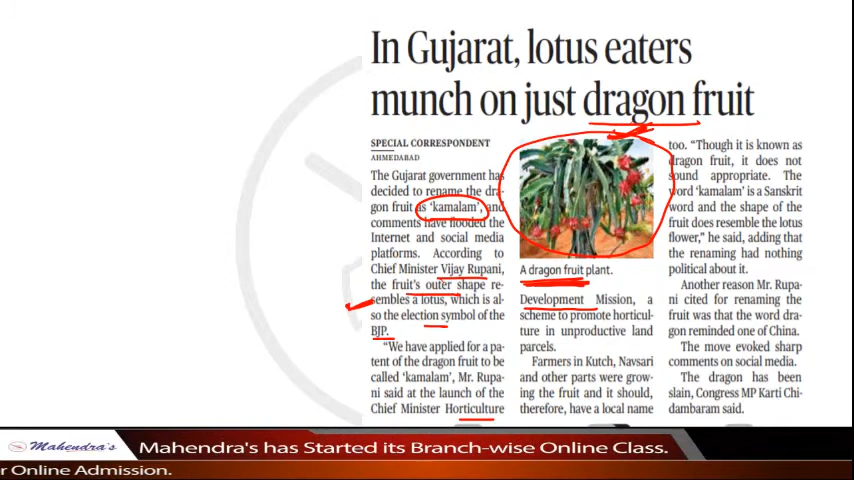 In Gujarat, lotus eaters
munch on just dragon fruit
SPECIAL CORRESPONDENT
AHMEDABAD
The Gujarat government has
decided to rename the dra-
gon fruit as ‘kamalam’, and
comments have flooded the
Internet and social media
platforms. According to
Chief Minister Vijay Rupani,
the fruit’s outer shape re-
sembles a lotus, which is al-
so the election symbol of the
BJP.
“We have applied for a pa-
tent of the dragon fruit to be
called ‘kamalam’, Mr. Rupa-
ni said at the launch of the
Chief Minister Horticulture
A dragon fruit plant.
Development Mission, a
scheme to promote horticul-
ture in unproductive land
parcels.
Farmers in Kutch, Navsari
and other parts were grow-
ing the fruit and it should,
therefore, have a local name
too. “Though it is known as
dragon fruit, it does not
sound appropriate. The
word ‘kamalam’ is a Sanskrit
word and the shape of the
fruit does resemble the lotus
flower,” he said, adding that
the renaming had nothing
political about it.
Another reason Mr. Rupa-
ni cited for renaming the
fruit was that the word dra-
gon reminded one of China.
The move evoked sharp
comments on social media.
The dragon has been
slain, Congress MP Karti Chi-
dambaram said.
Mahendra's
Mahendra's has Started its Branch-wise Online Class.
r Online Admission.